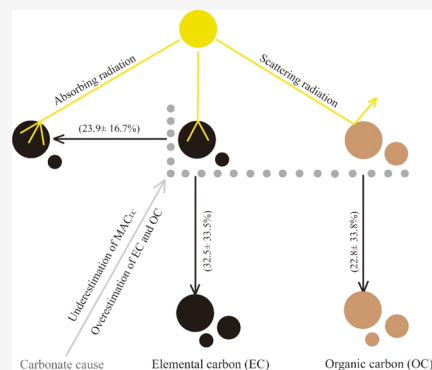 Absorbing radiation
Scattering radiation
(23.9± 16.7%)
Underestimation of MACEC
Overestimation of EC and OC
(32.5± 33.5%)
(22.8± 33.8%)
Carbonate cause
Elemental carbon (EC)
Organic carbon (OC)